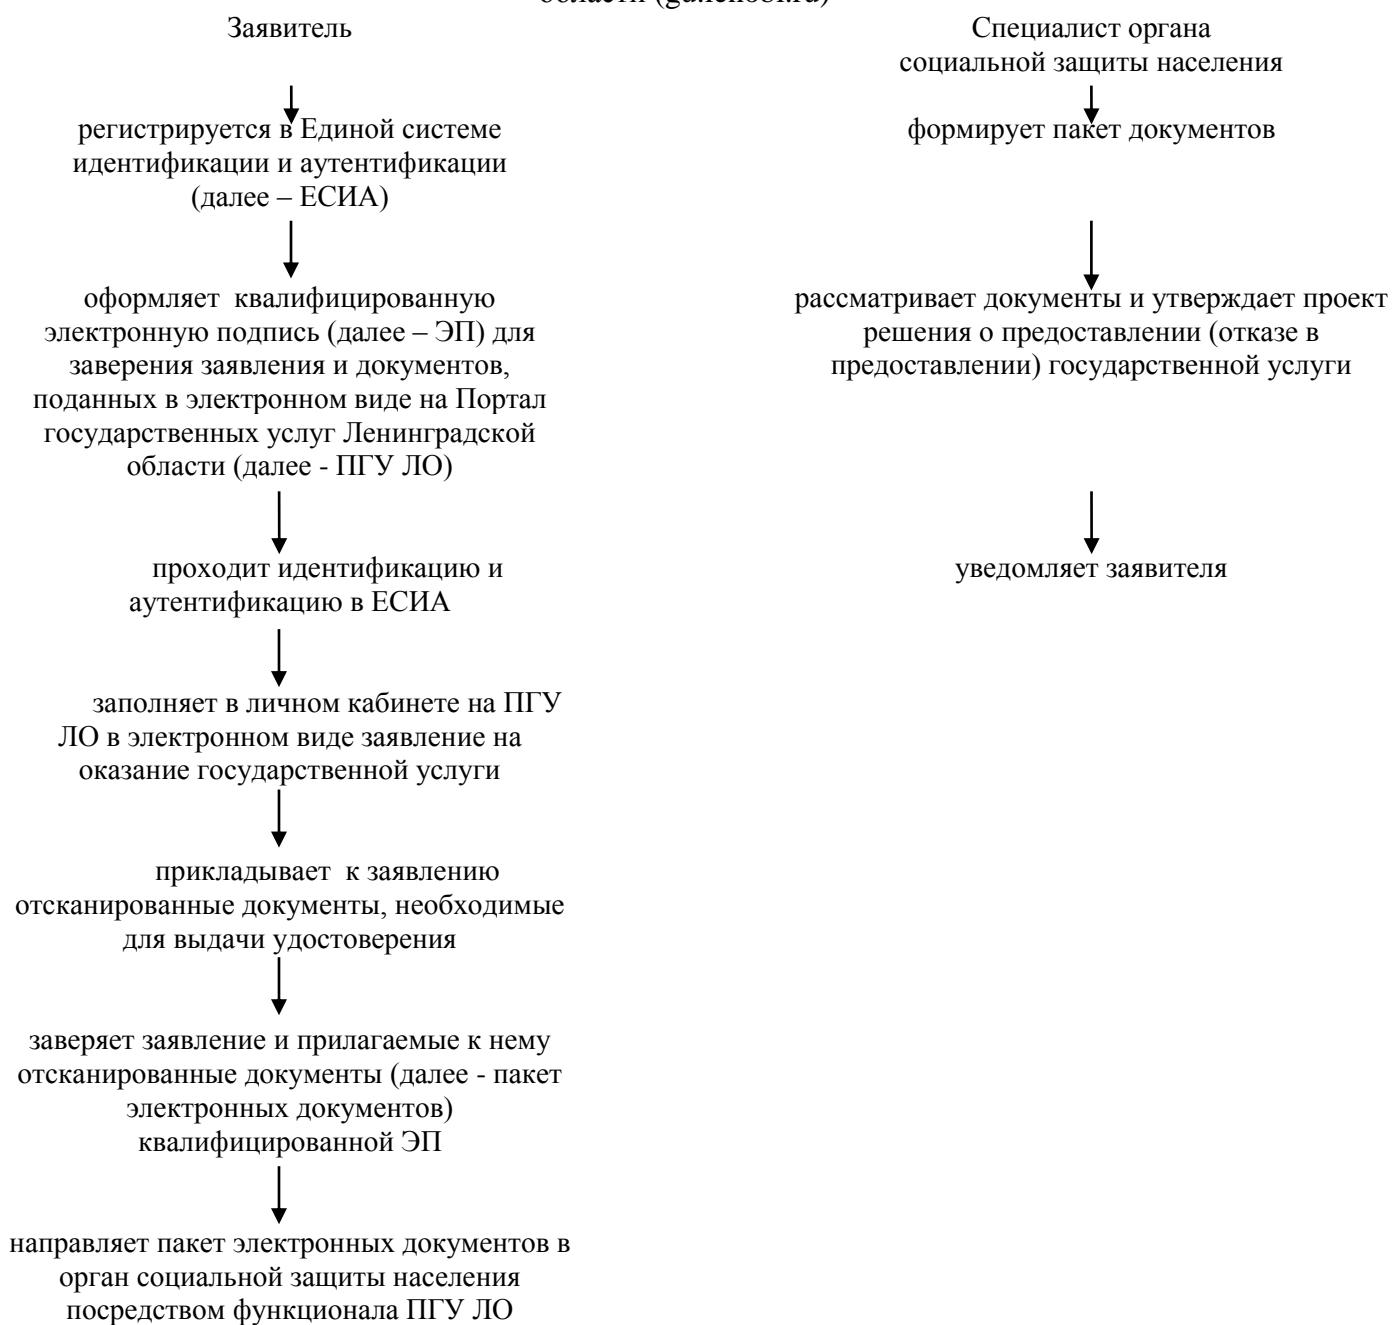 Заявитель
регистрируется в Единой системе
идентификации и аутентификации
(далее – ЕСИА)
оформляет квалифицированную
электронную подпись (далее – ЭП) для
заверения заявления и документов,
поданных в электронном виде на Портал
государственных услуг Ленинградской
области (далее - ПГУ ЛО)
проходит идентификацию и
аутентификацию в ЕСИА
заполняет в личном кабинете на ПГУ
ЛО в электронном виде заявление на
оказание государственной услуги
прикладывает к заявлению
отсканированные документы, необходимые
для выдачи удостоверения
заверяет заявление и прилагаемые к нему
отсканированные документы (далее - пакет
электронных документов)
квалифицированной ЭП
направляет пакет электронных документов в
орган социальной защиты населения
посредством функционала ПГУ ЛО
Специалист органа
социальной защиты населения
формирует пакет документов
рассматривает документы и утверждает проект
решения о предоставлении (отказе в
предоставлении) государственной услуги
уведомляет заявителя